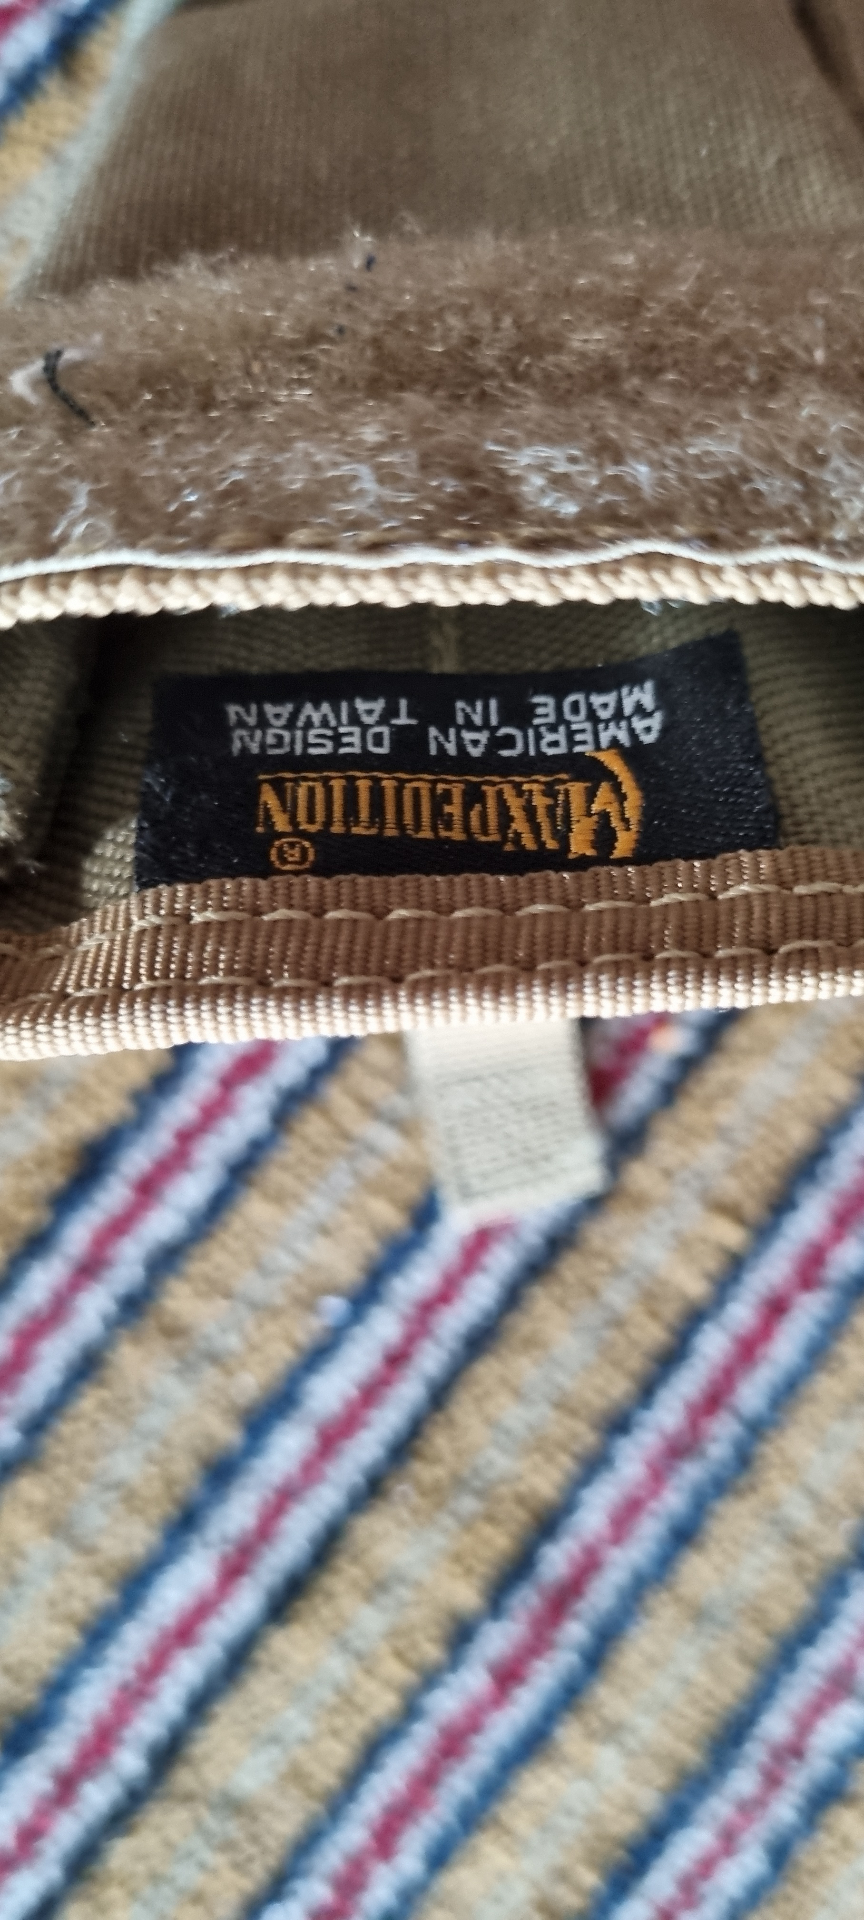 ®
MAXPEDITION
AMERICAN DESIGN
MADE IN TAIWAN